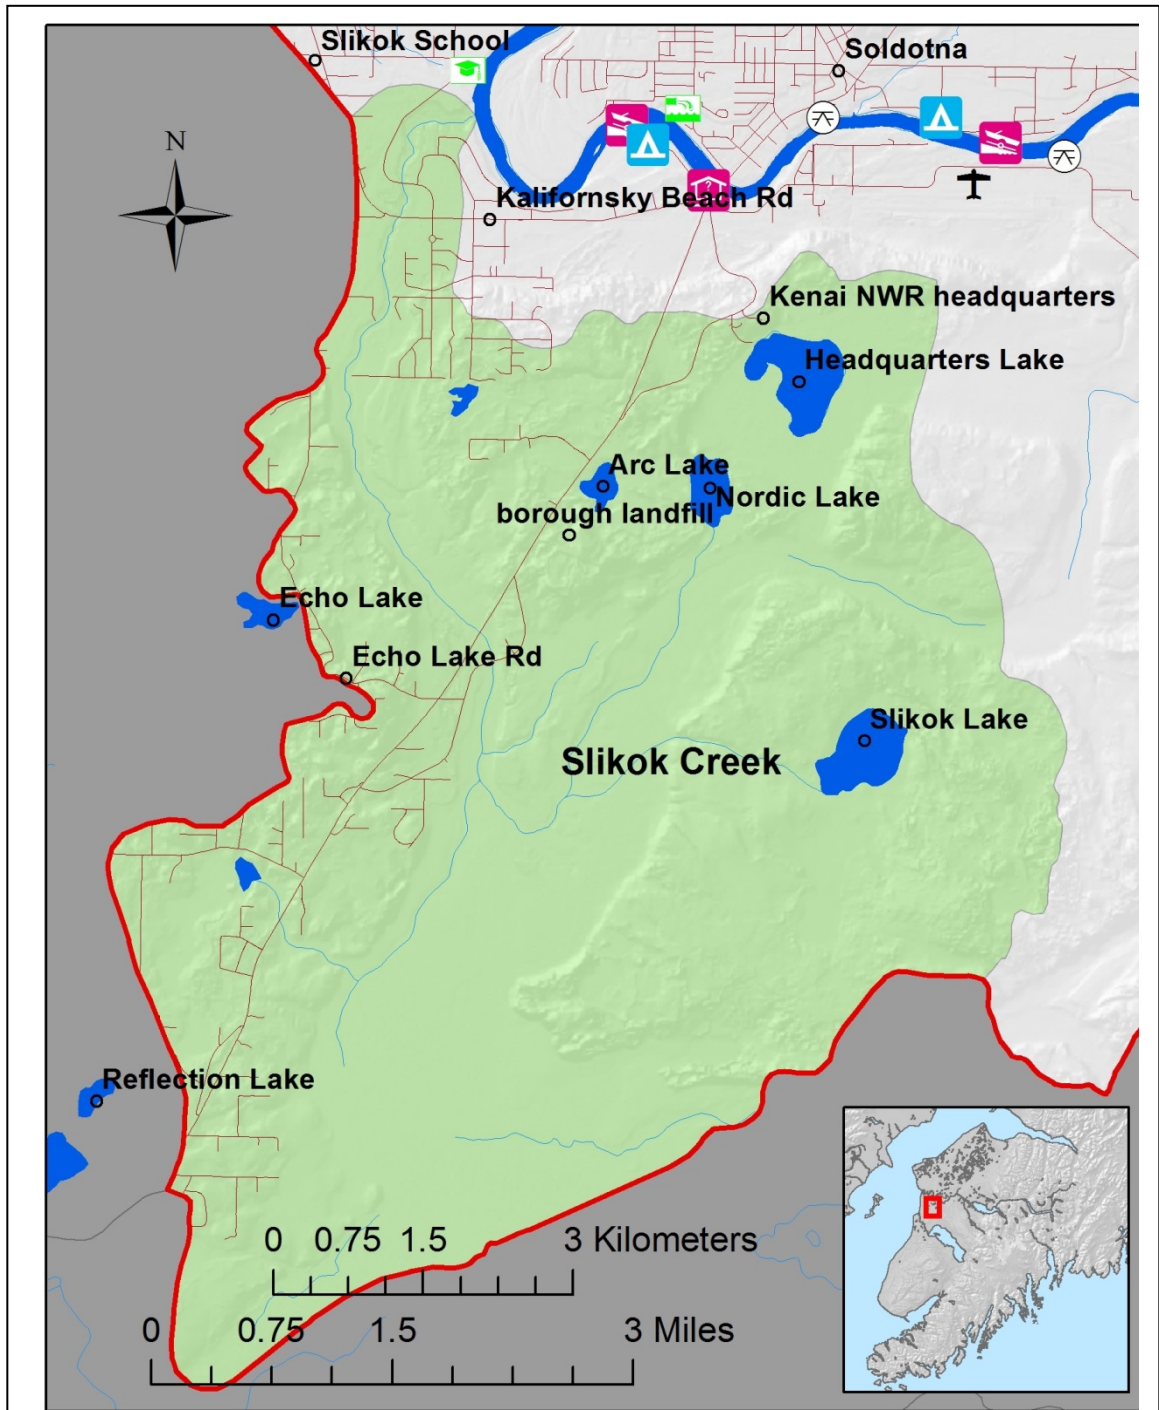 Slikok School
Soldotna
N
Kalifornsky Beach Rd
?
Kenai NWR headquarters
Headquarters Lake
Arc Lake
Nordic Lake
borough landfill
Echo Lake
Echo Lake Rd
Slikok Lake
Slikok Creek
Reflection Lake
0 0.75 1.5 3 Kilometers
0 0.75 1.5 3 Miles